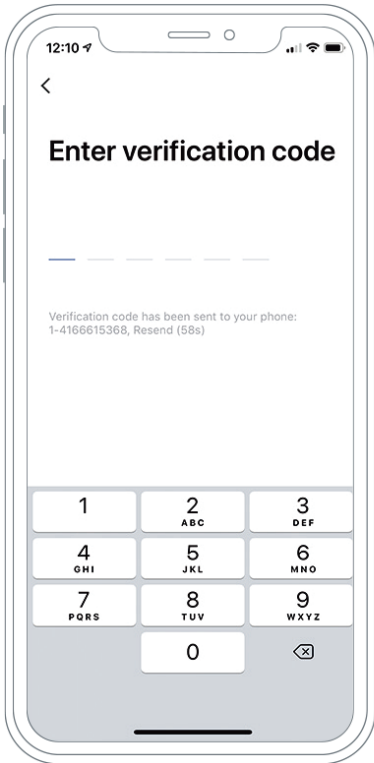 12:10
Enter verification code
Verification code has been sent to your phone:
1-4166615368, Resend (58s)
1 2 3
ABC DEF
4 5 6
GHI JKL MNO
7 8 9
PQRS TUV WXYZ
0